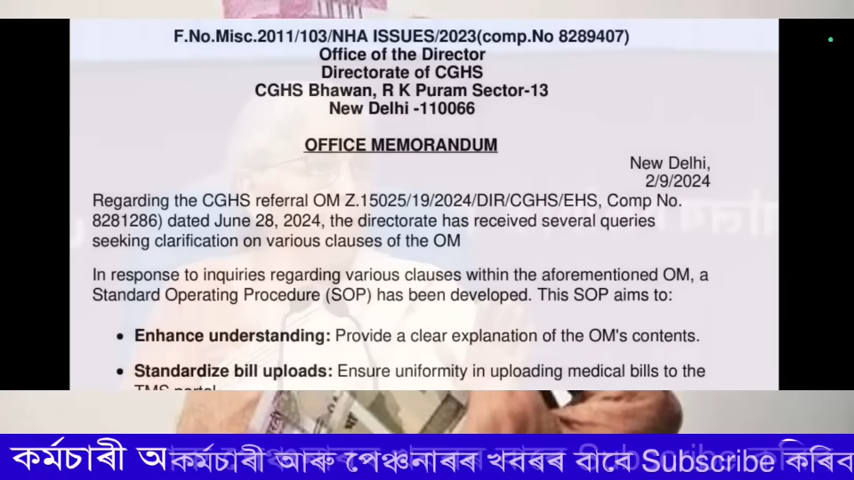 F.No.Misc.2011/103/NHA ISSUES/2023(comp.No 8289407)
Office of the Director
Directorate of CGHS
CGHS Bhawan, R K Puram Sector-13
New Delhi -110066
OFFICE MEMORANDUM
New Delhi,
2/9/2024
Regarding the CGHS referral OM Z.15025/19/2024/DIR/CGHS/EHS, Comp No.
8281286) dated June 28, 2024, the directorate has received several queries
seeking clarification on various clauses of the OM
In response to inquiries regarding various clauses within the aforementioned OM, a
Standard Operating Procedure (SOP) has been developed. This SOP aims to:
• Enhance understanding: Provide a clear explanation of the OM's contents.
• Standardize bill uploads: Ensure uniformity in uploading medical bills to the
TMS portal
কৰ্মচাৰী অ কৰ্মচাৰী আৰু পেঞ্চনাৰৰ খবৰৰ বাবে Subscribe কৰিব